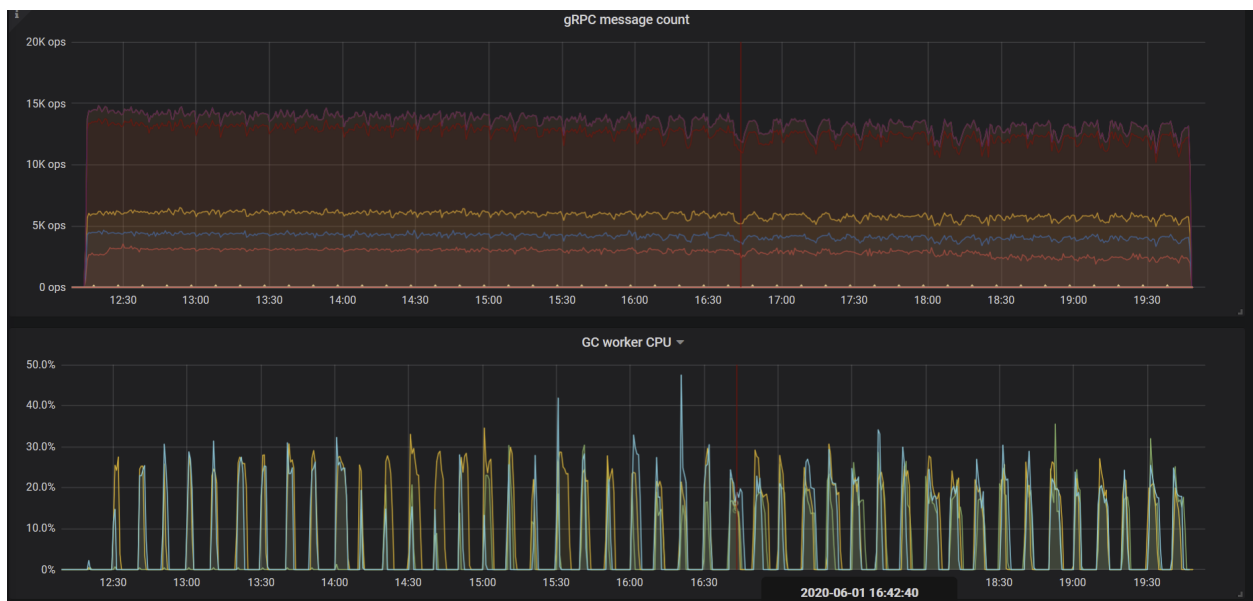 i
gRPC message count
20K ops
15K ops
10K ops
5K ops
0 ops
12:30 13:00 13:30 14:00 14:30 15:00 15:30 16:00 16:30 17:00 17:30 18:00 18:30 19:00 19:30
GC worker CPU
50.0%
40.0%
30.0%
20.0%
10.0%
0%
12:30 13:00 13:30 14:00 14:30 15:00 15:30 16:00 16:30 18:30 19:00 19:30
2020-06-01 16:42:40